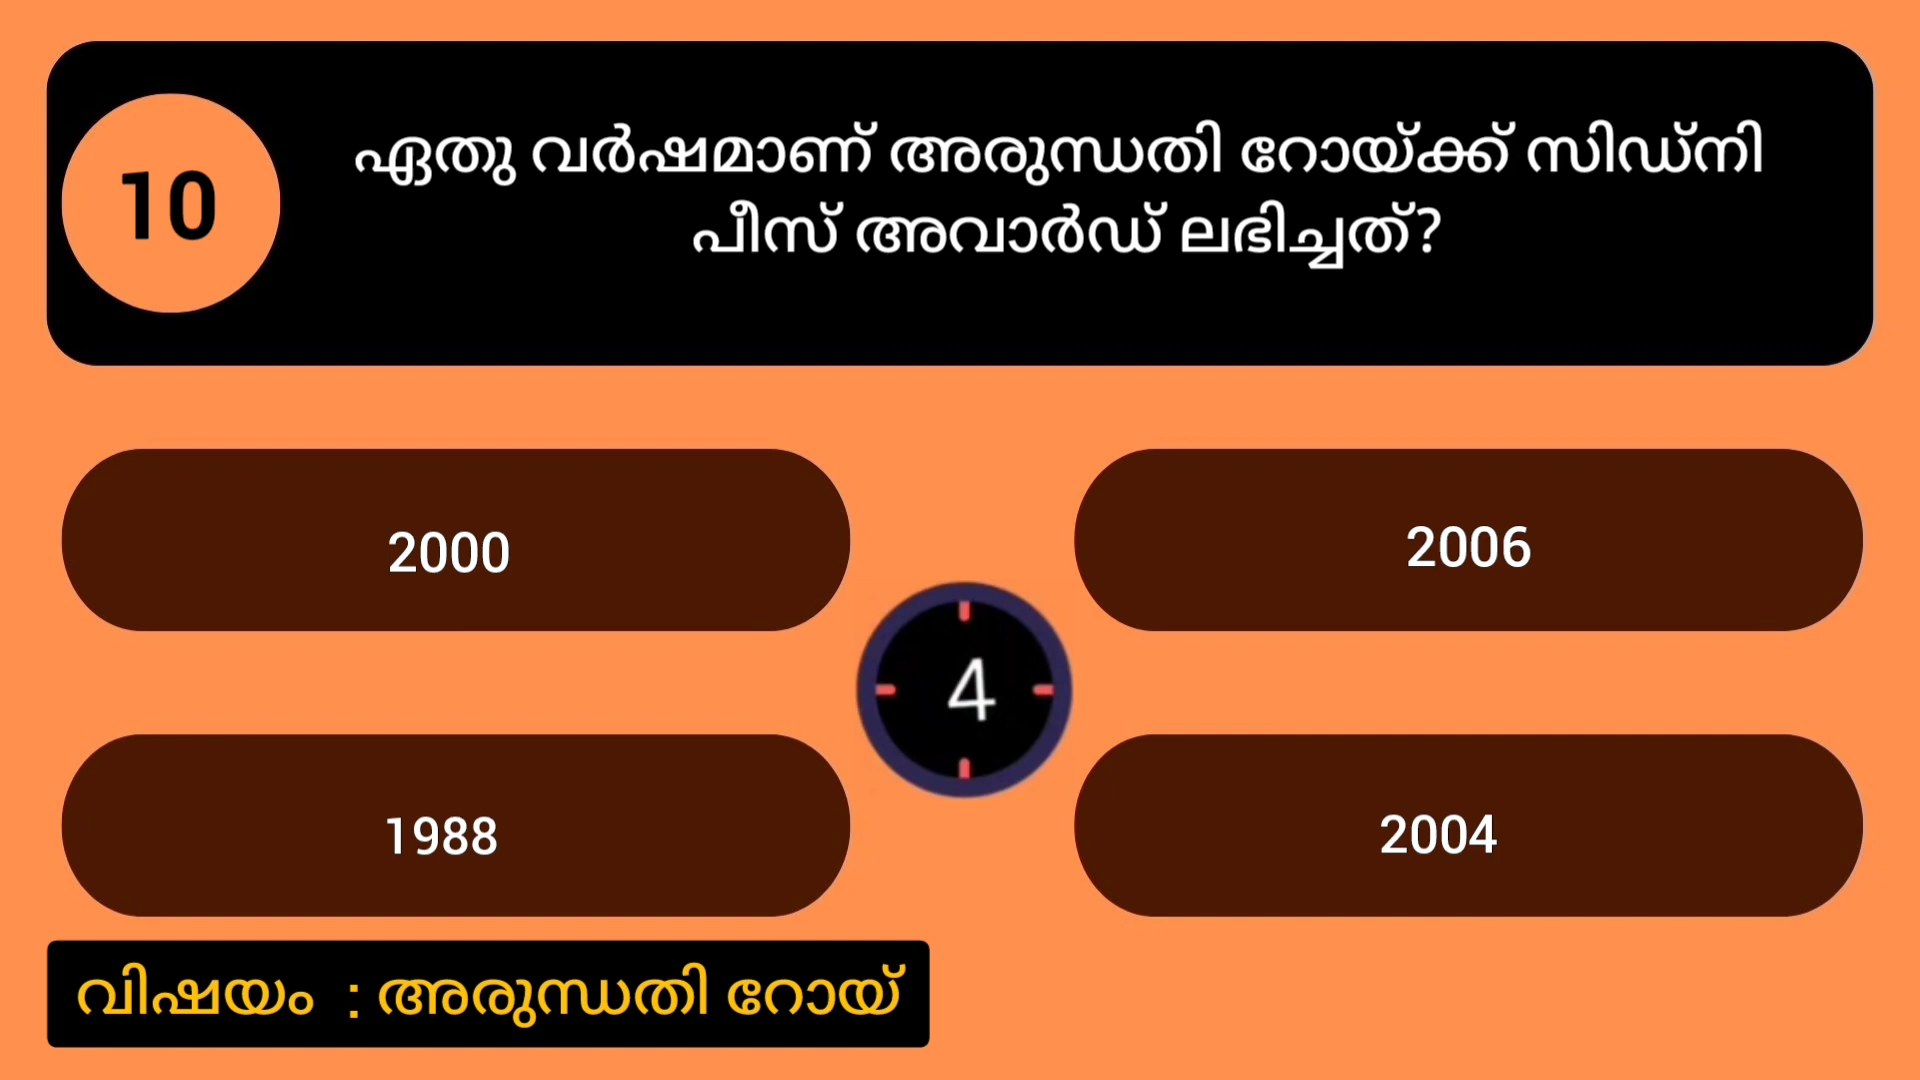 10
ഏതു വർഷമാണ് അരുന്ധതി റോയ്ക്ക് സിഡ്നി
പീസ് അവാർഡ് ലഭിച്ചത്?
2000
2006
4
1988
2004
വിഷയം : അരുന്ധതി റോയ്